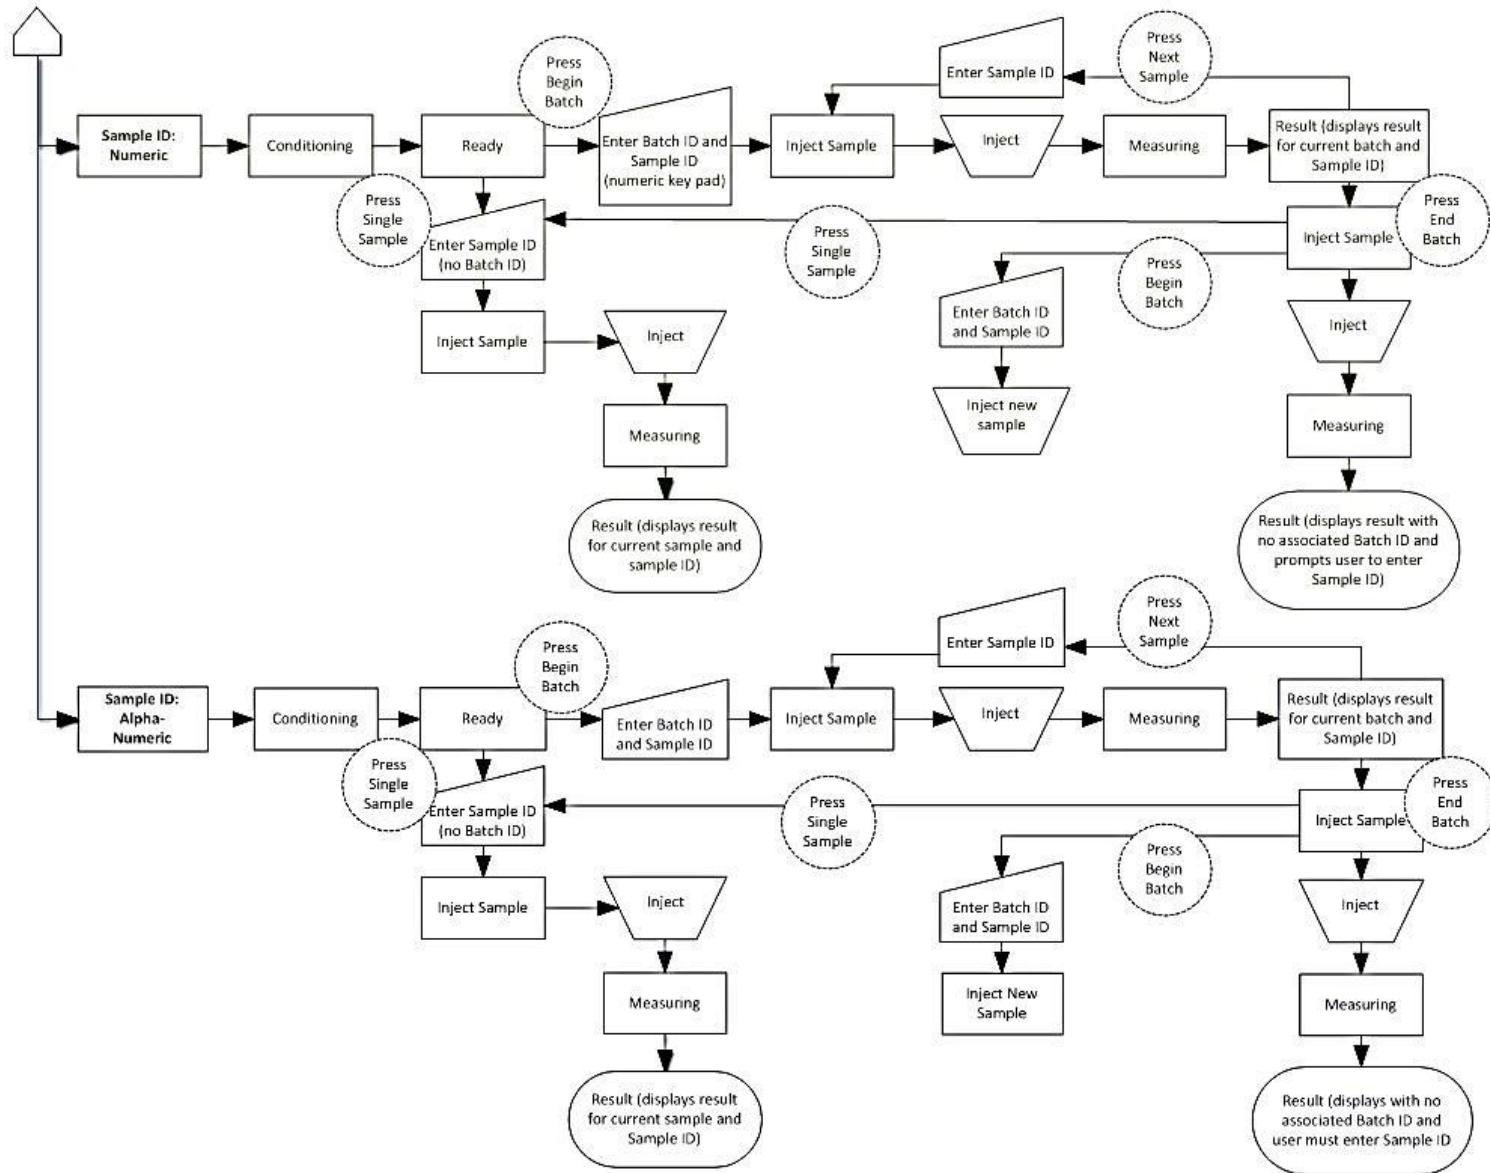 Press
Begin
Batch
Press
Next
Sample
Enter Sample ID
Sample ID:
Numeric
Conditioning
Ready
Enter Batch ID and
Sample ID
(numeric key pad)
Inject Sample
Inject
Measuring
Result (displays result
for current batch and
Sample ID)
Press
Single
Sample
Enter Sample ID
(no Batch ID)
Press
Single
Sample
Press
Begin
Batch
Inject Sample
Press
End
Batch
Inject Sample
Inject
Enter Batch ID
and Sample ID
Inject
Inject new
sample
Measuring
Measuring
Result (displays result
for current sample and
sample ID)
Result (displays result with
no associated Batch ID and
prompts user to enter
Sample ID)
Press
Begin
Batch
Enter Sample ID
Press
Next
Sample
Sample ID:
Alpha-
Numeric
Conditioning
Ready
Enter Batch ID
and Sample ID
Inject Sample
Inject
Measuring
Result (displays result
for current batch and
Sample ID)
Press
Single
Sample
Enter Sample ID
(no Batch ID)
Press
Single
Sample
Press
Begin
Batch
Inject Sample
Press
End
Batch
Inject Sample
Inject
Enter Batch ID
and Sample ID
Inject
Measuring
Inject New
Sample
Measuring
Result (displays result
for current sample and
Sample ID)
Result (displays with no
associated Batch ID and
user must enter Sample ID